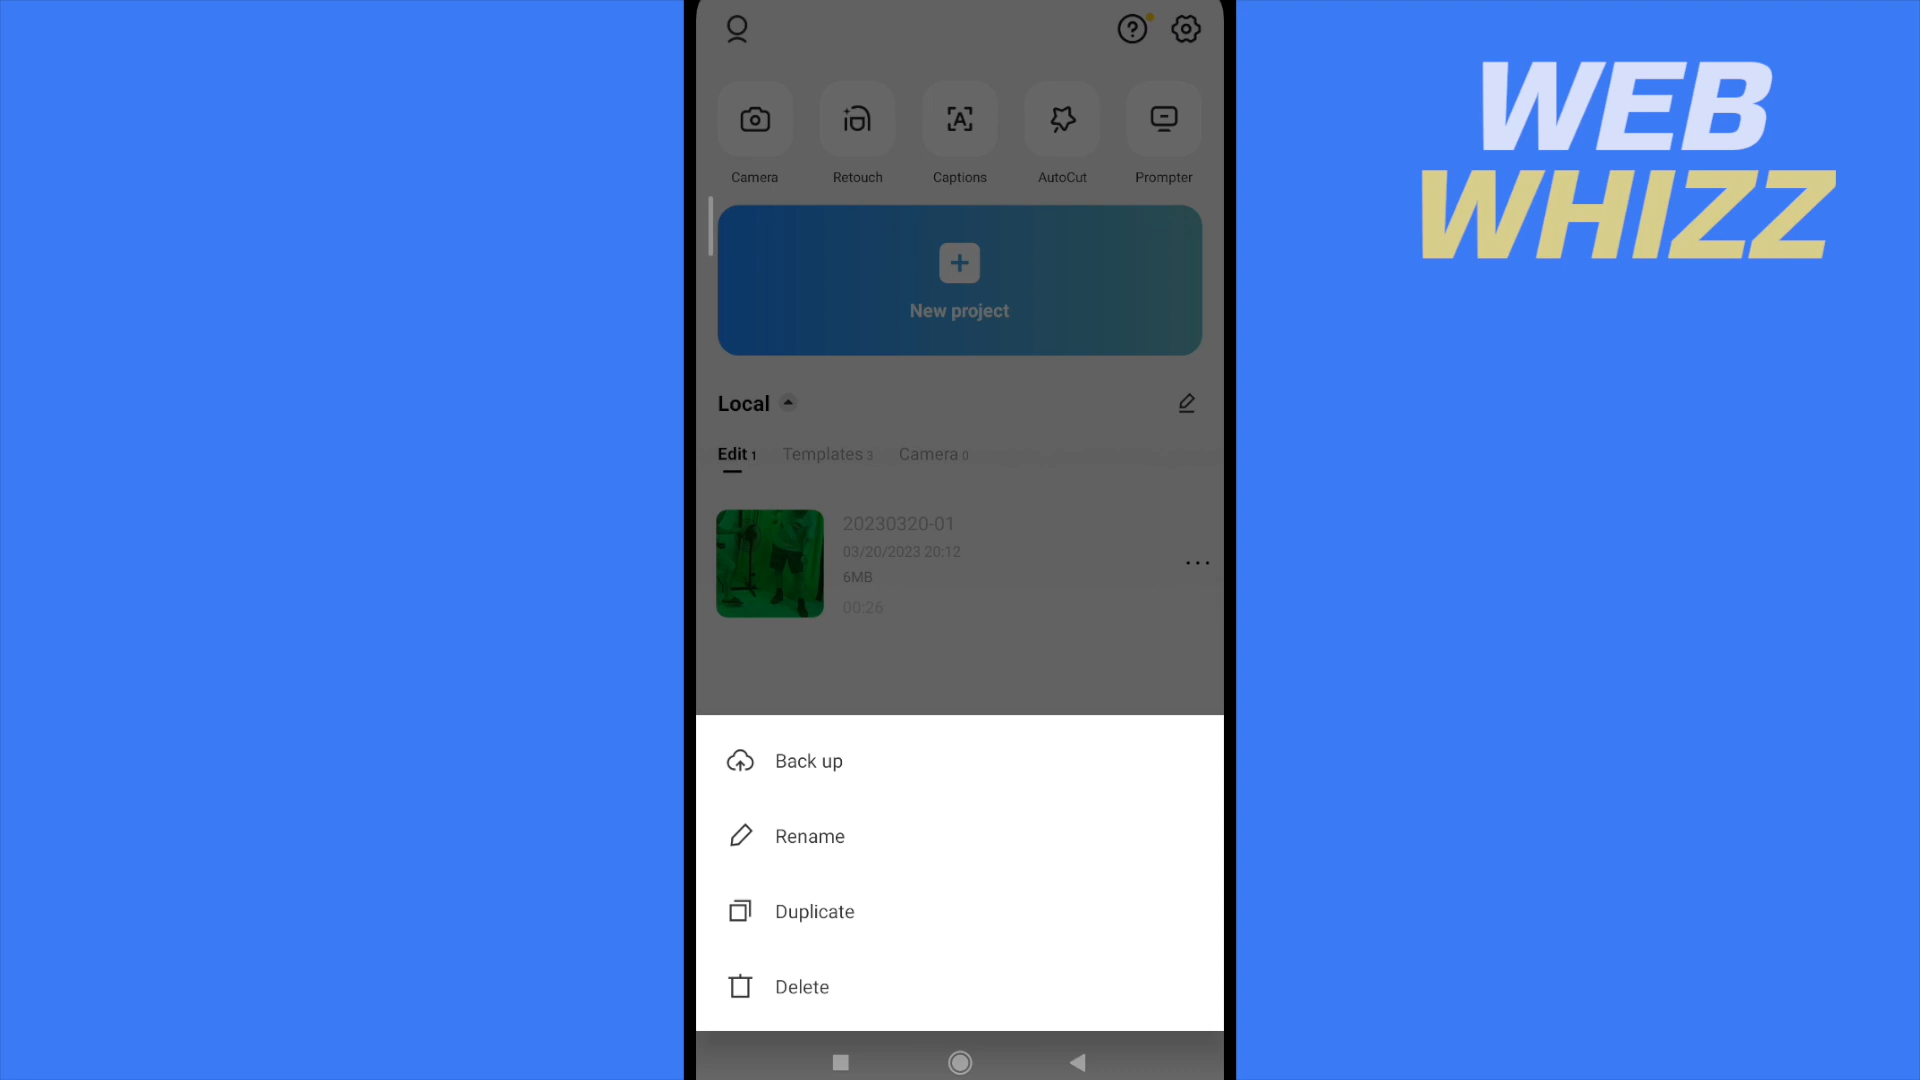 WEB
WHIZZ
Camera Retouch Captions AutoCut Prompter
New project
Local
Edit 1 Templates 3 Camera 0
20230320-01
03/20/2023 20:12
6MB
00:26
Back up
Rename
Duplicate
Delete